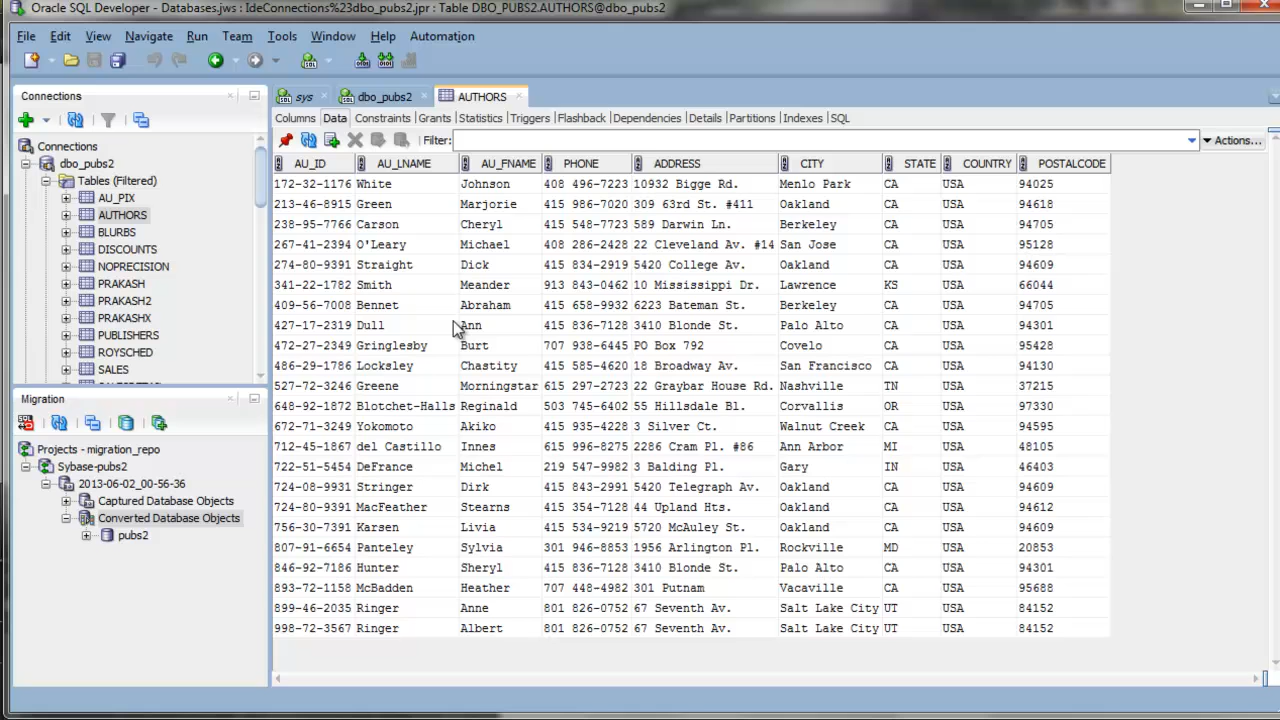 Oracle SQL Developer - Databases.jws : IdeConnections%23dbo_pubs2.jpr : Table DBO_PUBS2.AUTHORS@dbo_pubs2
File Edit View Navigate Run Team Tools Window Help Automation
Connections
Connections
dbo_pubs2
Tables (Filtered)
AU_PIX
AUTHORS
BLURBS
DISCOUNTS
NOPRECISION
PRAKASH
PRAKASH2
PRAKASHX
PUBLISHERS
ROYSCHED
SALES
Migration
Projects - migration_repo
Sybase-pubs2
2013-06-02_00-56-36
Captured Database Objects
Converted Database Objects
pubs2
sys dbo_pubs2 AUTHORS
Columns Data Constraints Grants Statistics Triggers Flashback Dependencies Details Partitions Indexes SQL
Filter: Actions...
AU_ID AU_LNAME AU_FNAME PHONE ADDRESS CITY STATE COUNTRY POSTALCODE
172-32-1176 White Johnson 408 496-7223 10932 Bigge Rd. Menlo Park CA USA 94025
213-46-8915 Green Marjorie 415 986-7020 309 63rd St. #411 Oakland CA USA 94618
238-95-7766 Carson Cheryl 415 548-7723 589 Darwin Ln. Berkeley CA USA 94705
267-41-2394 O'Leary Michael 408 286-2428 22 Cleveland Av. #14 San Jose CA USA 95128
274-80-9391 Straight Dick 415 834-2919 5420 College Av. Oakland CA USA 94609
341-22-1782 Smith Meander 913 843-0462 10 Mississippi Dr. Lawrence KS USA 66044
409-56-7008 Bennet Abraham 415 658-9932 6223 Bateman St. Berkeley CA USA 94705
427-17-2319 Dull Ann 415 836-7128 3410 Blonde St. Palo Alto CA USA 94301
472-27-2349 Gringlesby Burt 707 938-6445 PO Box 792 Covelo CA USA 95428
486-29-1786 Locksley Chastity 415 585-4620 18 Broadway Av. San Francisco CA USA 94130
527-72-3246 Greene Morningstar 615 297-2723 22 Graybar House Rd. Nashville TN USA 37215
648-92-1872 Blotchet-Halls Reginald 503 745-6402 55 Hillsdale Bl. Corvallis OR USA 97330
672-71-3249 Yokomoto Akiko 415 935-4228 3 Silver Ct. Walnut Creek CA USA 94595
712-45-1867 del Castillo Innes 615 996-8275 2286 Cram Pl. #86 Ann Arbor MI USA 48105
722-51-5454 DeFrance Michel 219 547-9982 3 Balding Pl. Gary IN USA 46403
724-08-9931 Stringer Dirk 415 843-2991 5420 Telegraph Av. Oakland CA USA 94609
724-80-9391 MacFeather Stearns 415 354-7128 44 Upland Hts. Oakland CA USA 94612
756-30-7391 Karsen Livia 415 534-9219 5720 McAuley St. Oakland CA USA 94609
807-91-6654 Panteley Sylvia 301 946-8853 1956 Arlington Pl. Rockville MD USA 20853
846-92-7186 Hunter Sheryl 415 836-7128 3410 Blonde St. Palo Alto CA USA 94301
893-72-1158 McBadden Heather 707 448-4982 301 Putnam Vacaville CA USA 95688
899-46-2035 Ringer Anne 801 826-0752 67 Seventh Av. Salt Lake City UT USA 84152
998-72-3567 Ringer Albert 801 826-0752 67 Seventh Av. Salt Lake City UT USA 84152